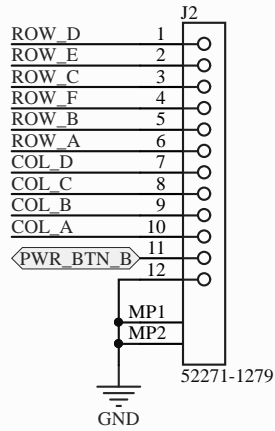 J2
ROW_D 1
ROW_E 2
ROW_C 3
ROW_F 4
ROW_B 5
ROW_A 6
COL_D 7
COL_C 8
COL_B 9
COL_A 10
PWR_BTN_B 11
12
MP1
MP2
52271-1279
GND